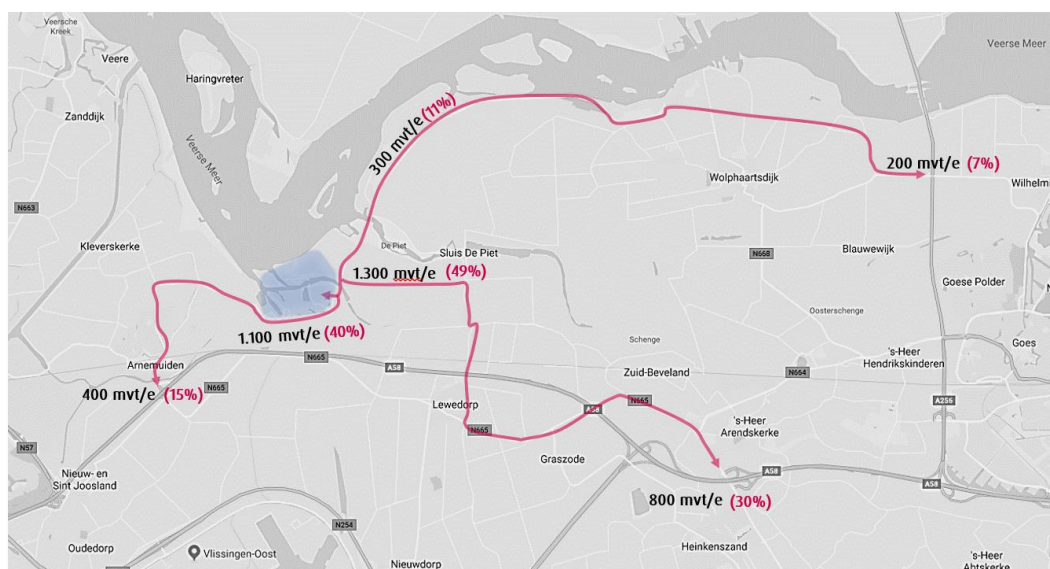 Veersche
Kreek
Veere
Haringvreter
Veerse Meer
Zanddijk
300 mvt/e (11%)
Veerse Meer
200 mvt/e (7%)
Wolphaartsdijk
Wilhelm
N663
Kleverskerke
De Piet
Sluis De Piet
N668
Blauwewijk
1.300 mvt/e (49%)
Goese Polder
Oosterschenge
1.100 mvt/e (40%)
Schenge
's-Heer
Hendrikskinderen
Goes
Arnemuiden
N665
A58
Zuid-Beveland
N664
400 mvt/e (15%)
N665
Lewedorp
A58
N665
A256
's-Heer
Arendskerke
N665
N57
Graszode
A58
A58
Nieuw- en
Sint Joosland
800 mvt/e (30%)
N254
Oudedorp
Vlissingen-Oost
Heinkenszand
Nieuwdorp
's-Heer
Abtskerke